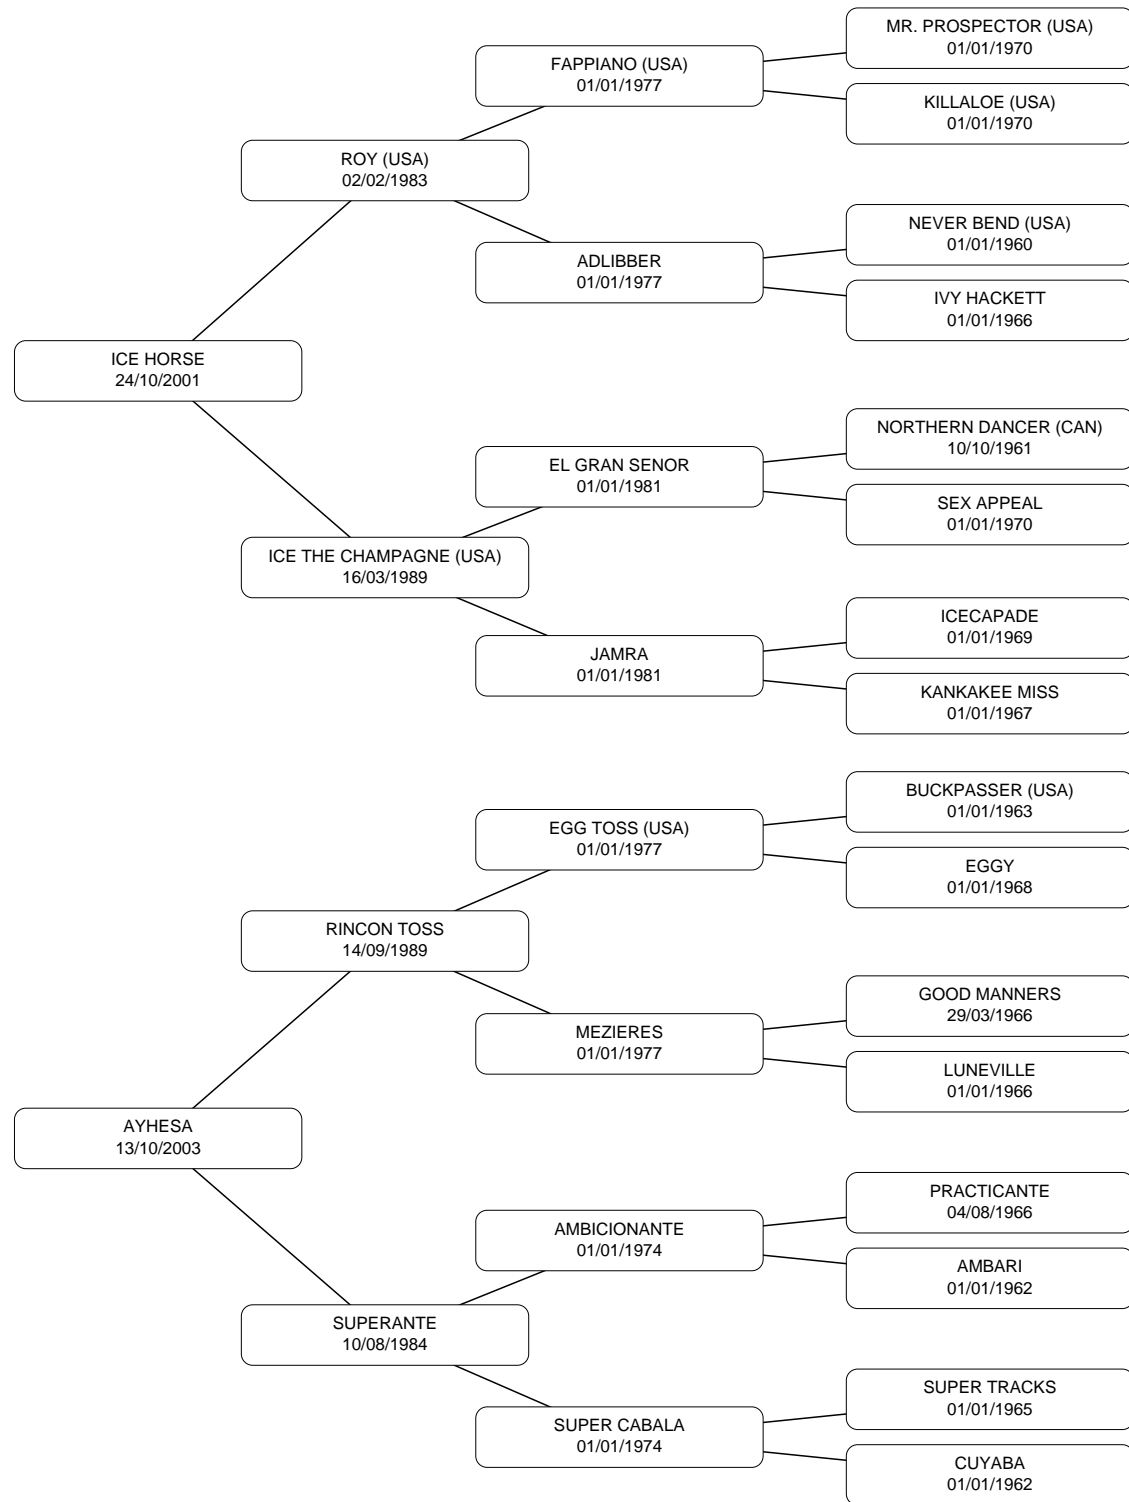 MR. PROSPECTOR (USA)
01/01/1970
FAPPIANO (USA)
01/01/1977
KILLALOE (USA)
01/01/1970
ROY (USA)
02/02/1983
NEVER BEND (USA)
01/01/1960
ADLIBBER
01/01/1977
IVY HACKETT
01/01/1966
ICE HORSE
24/10/2001
NORTHERN DANCER (CAN)
10/10/1961
EL GRAN SENOR
01/01/1981
SEX APPEAL
01/01/1970
ICE THE CHAMPAGNE (USA)
16/03/1989
ICECAPADE
01/01/1969
JAMRA
01/01/1981
KANKAKEE MISS
01/01/1967
BUCKPASSER (USA)
01/01/1963
EGG TOSS (USA)
01/01/1977
EGGY
01/01/1968
RINCON TOSS
14/09/1989
GOOD MANNERS
29/03/1966
MEZIERES
01/01/1977
LUNEVILLE
01/01/1966
AYHESA
13/10/2003
PRACTICANTE
04/08/1966
AMBICIONANTE
01/01/1974
AMBARI
01/01/1962
SUPERANTE
10/08/1984
SUPER TRACKS
01/01/1965
SUPER CABALA
01/01/1974
CUYABA
01/01/1962